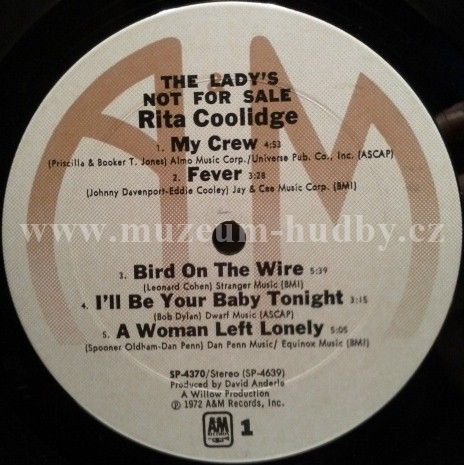 THE LADY'S
NOT FOR SALE
Rita Coolidge
1. My Crew 4:53
(Priscilla & Booker T. Jones) Almo Music Corp./Universe Pub. Co., Inc. (ASCAP)
2. Fever 3:28
(Johnny Davenport-Eddie Cooley) Jay & Cee Music Corp. (BMI)
www.muzeum-hudby.cz
3. Bird On The Wire 5:39
(Leonard Cohen) Stranger Music (BMI)
4. I'll Be Your Baby Tonight 3:15
(Bob Dylan) Dwarf Music (ASCAP)
5. A Woman Left Lonely 5:05
(Spooner Oldham-Dan Penn) Dan Penn Music/ Equinox Music (BMI)
SP-4370/Stereo (SP-4639)
Produced by David Anderle
A Willow Production
℗ 1972 A&M Records, Inc.
A&M
RECORDS
1